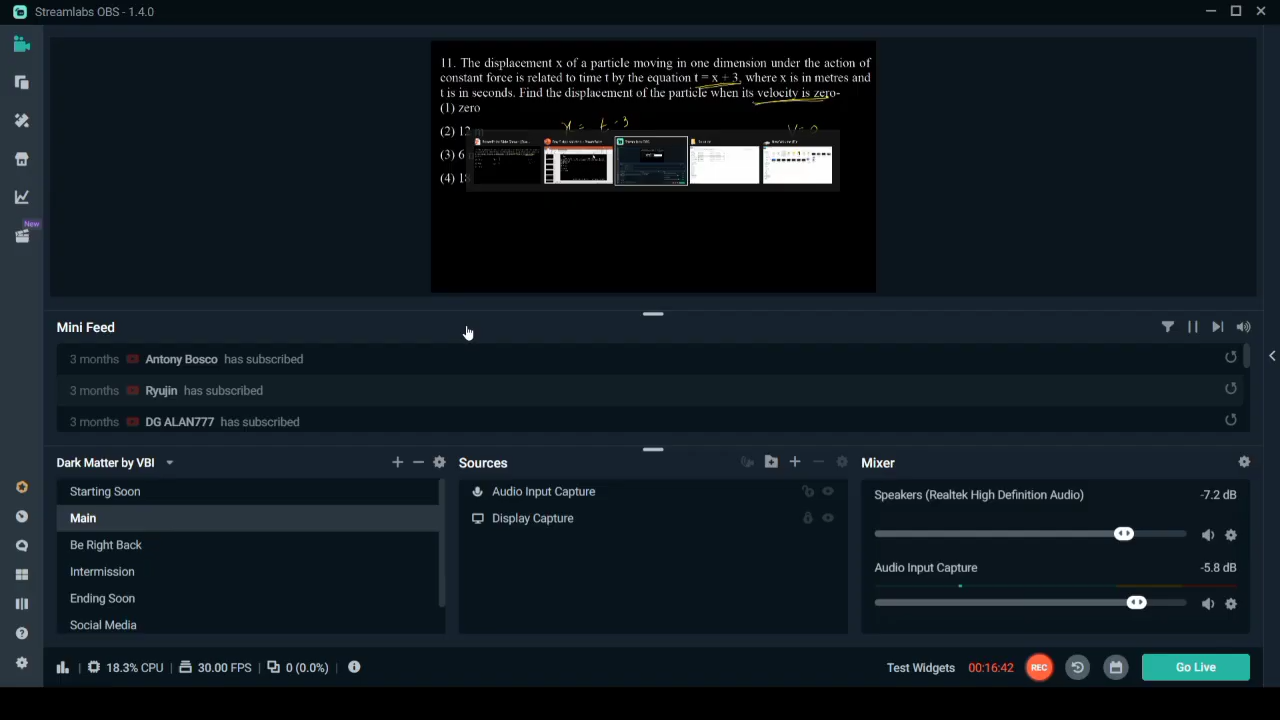 Streamlabs OBS - 1.4.0
11. The displacement x of a particle moving in one dimension under the action of
constant force is related to time t by the equation t = x + 3, where x is in metres and
t is in seconds. Find the displacement of the particle when its velocity is zero-
(1) zero
x = t - 3
(2) 12
(3) 6
(4) 18
Streamlabs OBS
New
Mini Feed
3 months Antony Bosco has subscribed
3 months Ryujin has subscribed
3 months DG ALAN777 has subscribed
Dark Matter by VBI
Starting Soon
Main
Be Right Back
Intermission
Ending Soon
Social Media
Sources
Audio Input Capture
Display Capture
Mixer
Speakers (Realtek High Definition Audio) -7.2 dB
Audio Input Capture -5.8 dB
18.3% CPU 30.00 FPS 0 (0.0%)
Test Widgets 00:16:42 REC Go Live